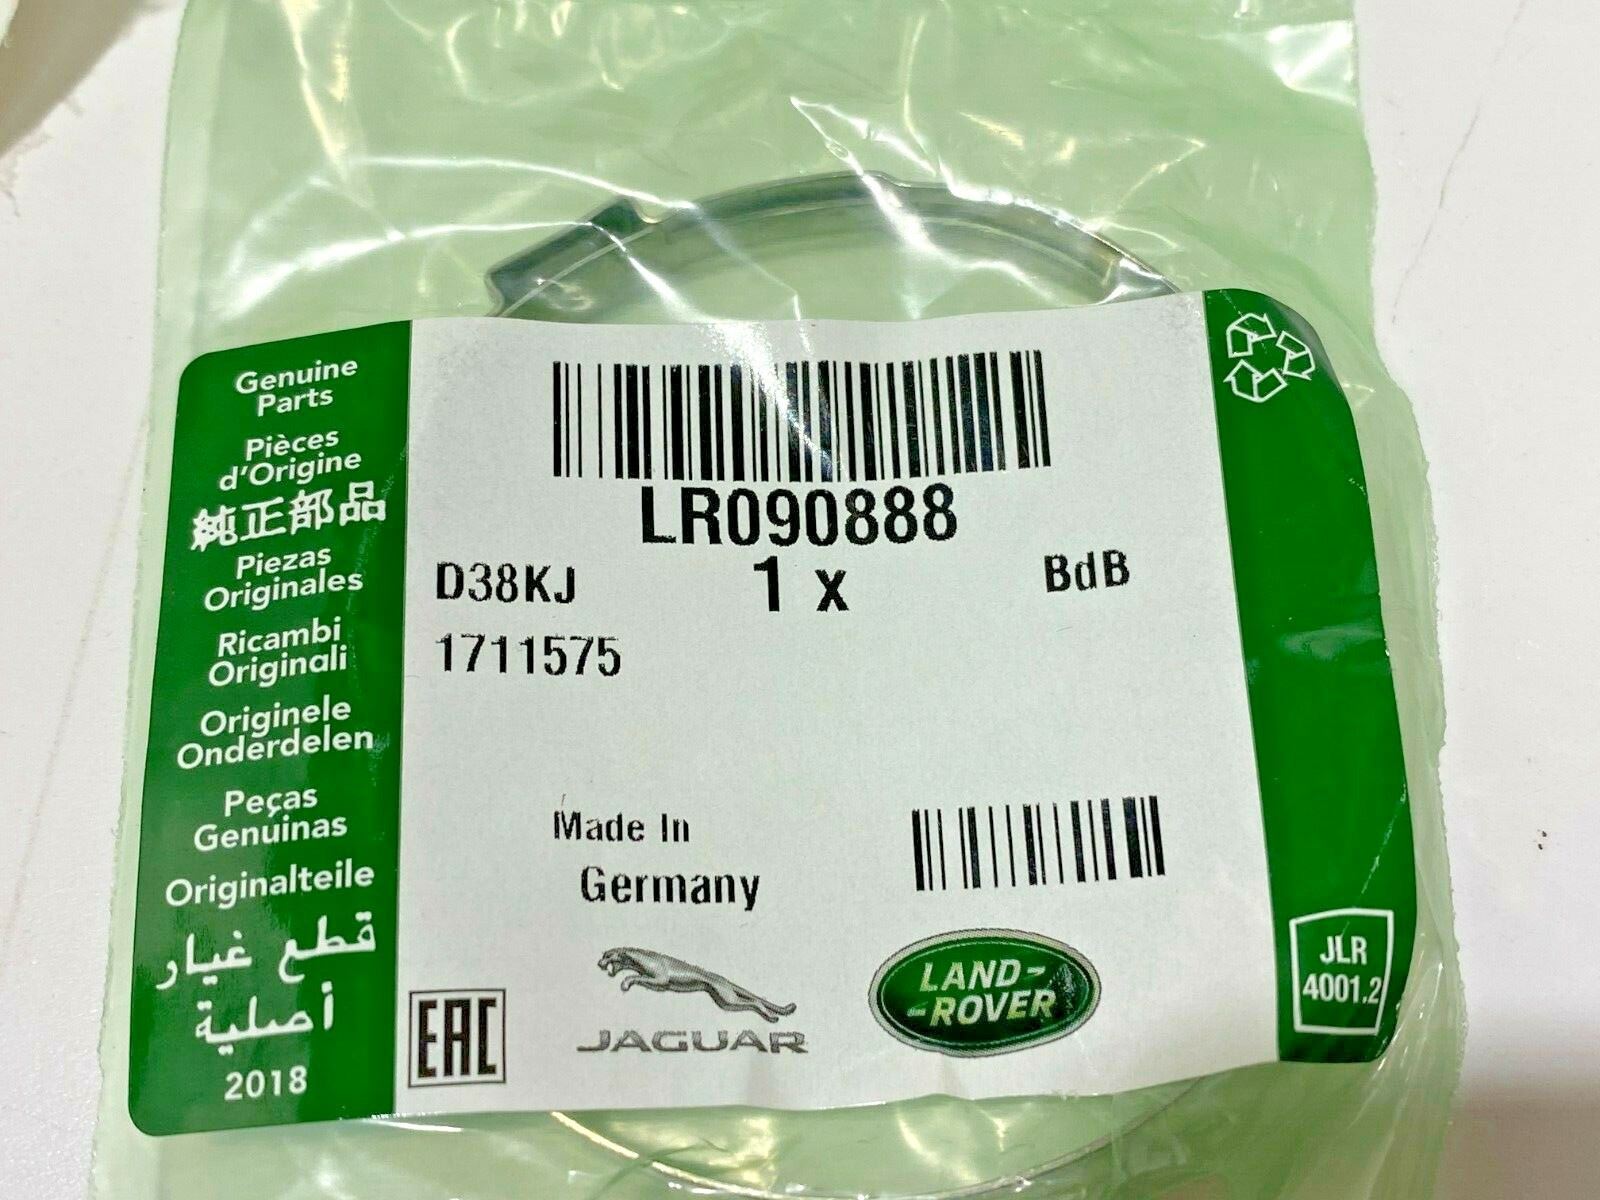 Genuine
Parts
Pièces
d'Origine
純正部品
Piezas
Originales
Ricambi
Originali
Originele
Onderdelen
Peças
Genuinas
Originalteile
قطع غيار
أصلية
2018
LR090888
D38KJ 1 x BdB
1711575
Made In
Germany
EAC
JAGUAR
LAND-
-ROVER
JLR
4001.2